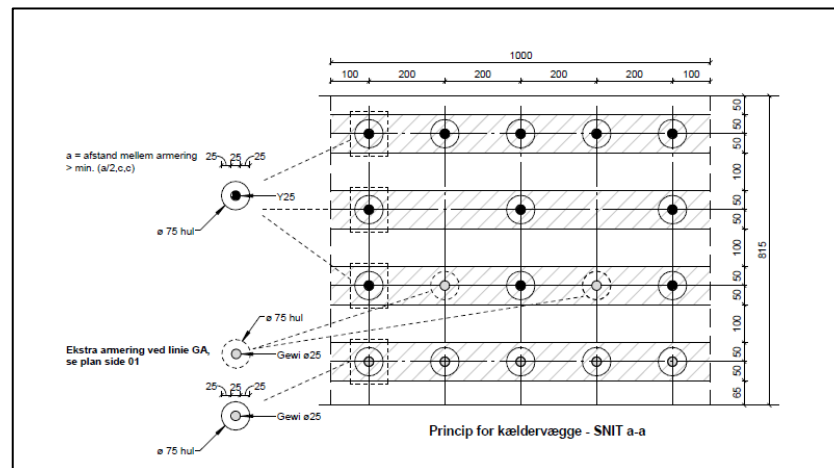 1000
100 200 200 200 200 100
a = afstand mellem armering
> min. (a/2,c,c)
25 25 25
Y25
ø 75 hul
50
50
50
100
50
50
100
50
50
100
50
50
65
815
ø 75 hul
Ekstra armering ved linie GA,
se plan side 01
Gewi ø25
25 25 25
Gewi ø25
ø 75 hul
Princip for kældervægge - SNIT a-a